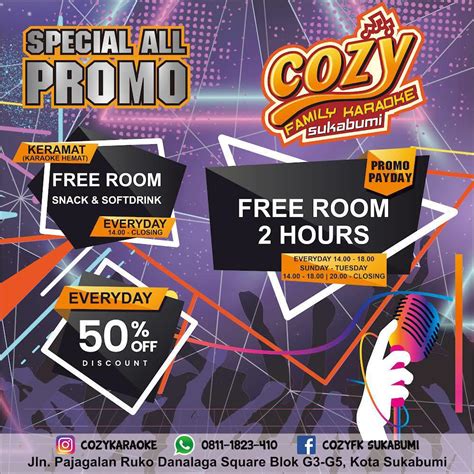 SPECIAL ALL
PROMO
COZY
FAMILY KARAOKE
sukabumi
KERAMAT
(KARAOKE HEMAT)
FREE ROOM
SNACK & SOFTDRINK
EVERYDAY
14.00 - CLOSING
PROMO
PAYDAY
FREE ROOM
2 HOURS
EVERYDAY 14.00 - 18.00
SUNDAY - TUESDAY
14.00 - 18.00 | 20.00 - CLOSING
EVERYDAY
50% OFF
DISCOUNT
COZYKARAOKE 0811-1823-410 COZYFK SUKABUMI
Jln. Pajagalan Ruko Danalaga Square Blok G3-G5, Kota Sukabumi